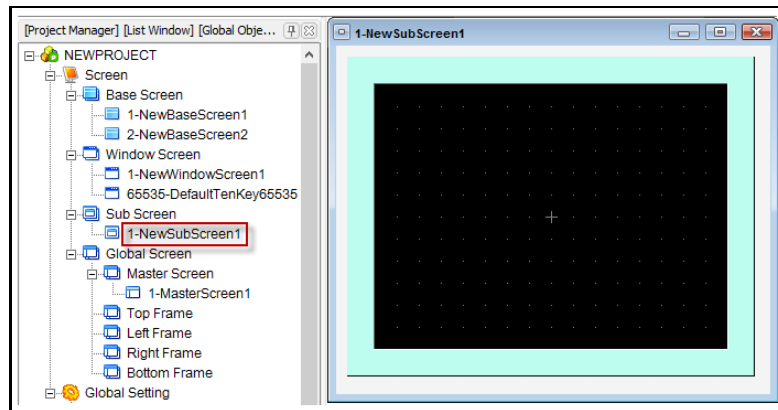 [Project Manager] [List Window] [Global Obje...
NEWPROJECT
Screen
Base Screen
1-NewBaseScreen1
2-NewBaseScreen2
Window Screen
1-NewWindowScreen1
65535-DefaultTenKey65535
Sub Screen
1-NewSubScreen1
Global Screen
Master Screen
1-MasterScreen1
Top Frame
Left Frame
Right Frame
Bottom Frame
Global Setting
1-NewSubScreen1